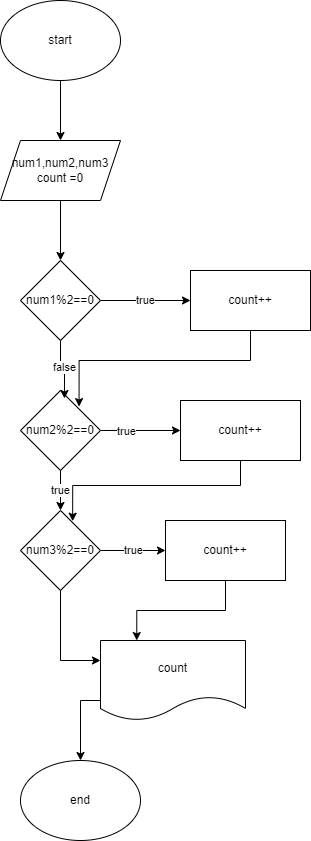 start
num1,num2,num3
count =0
num1%2==0
true
count++
false
num2%2==0
true
count++
true
num3%2==0
true
count++
count
end